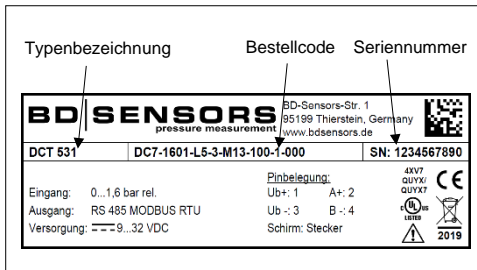 Typenbezeichnung Bestellcode Seriennummer
BD SENSORS
pressure measurement
BD-Sensors-Str. 1
95199 Thierstein, Germany
www.bdsensors.de
DCT 531 DC7-1601-L5-3-M13-100-1-000 SN: 1234567890
Eingang: 0...1,6 bar rel.
Ausgang: RS 485 MODBUS RTU
Versorgung: 9...32 VDC
Pinbelegung:
Ub+: 1 A+: 2
Ub -: 3 B -: 4
Schirm: Stecker
4XV7
QUYX/
QUYX7
CE
c UL us
LISTED
2019